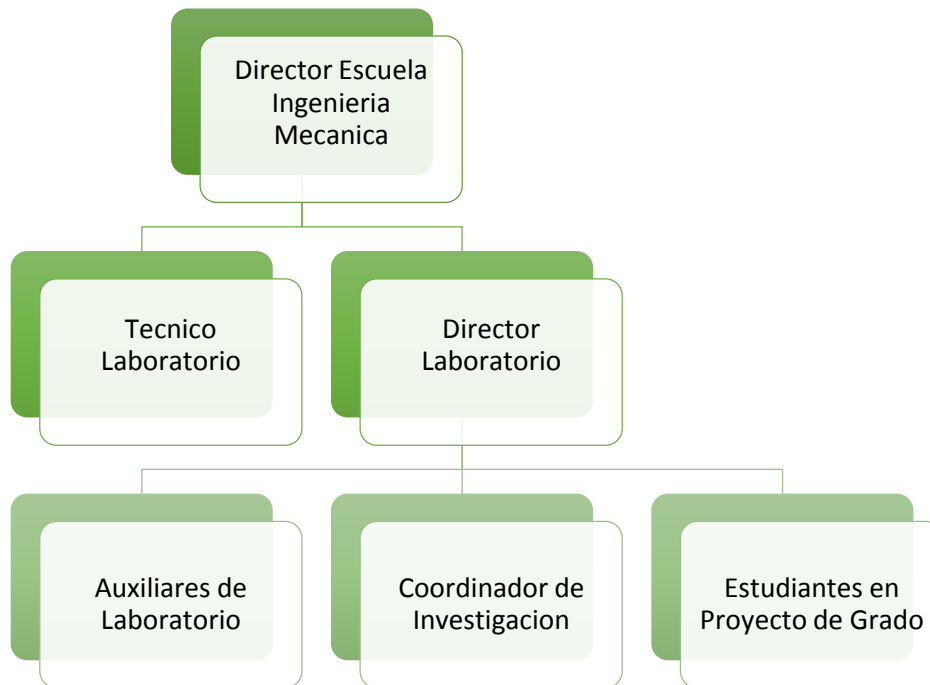 Director Escuela
Ingenieria
Mecanica
Tecnico
Laboratorio
Director
Laboratorio
Auxiliares de
Laboratorio
Coordinador de
Investigacion
Estudiantes en
Proyecto de Grado